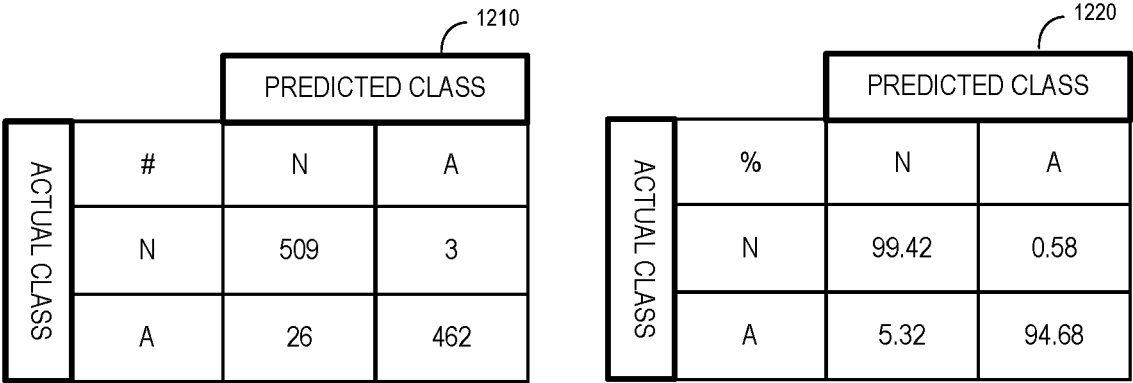 1210
PREDICTED CLASS
ACTUAL CLASS
# N A
N 509 3
A 26 462
1220
PREDICTED CLASS
ACTUAL CLASS
% N A
N 99.42 0.58
A 5.32 94.68